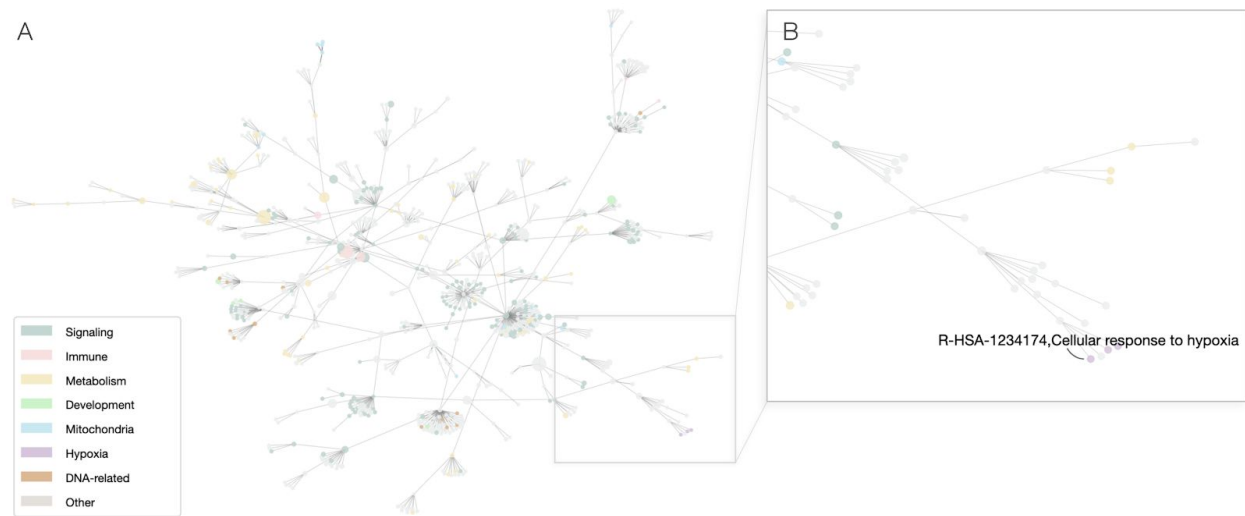 A
B
R-HSA-1234174,Cellular response to hypoxia
Signaling
Immune
Metabolism
Development
Mitochondria
Hypoxia
DNA-related
Other